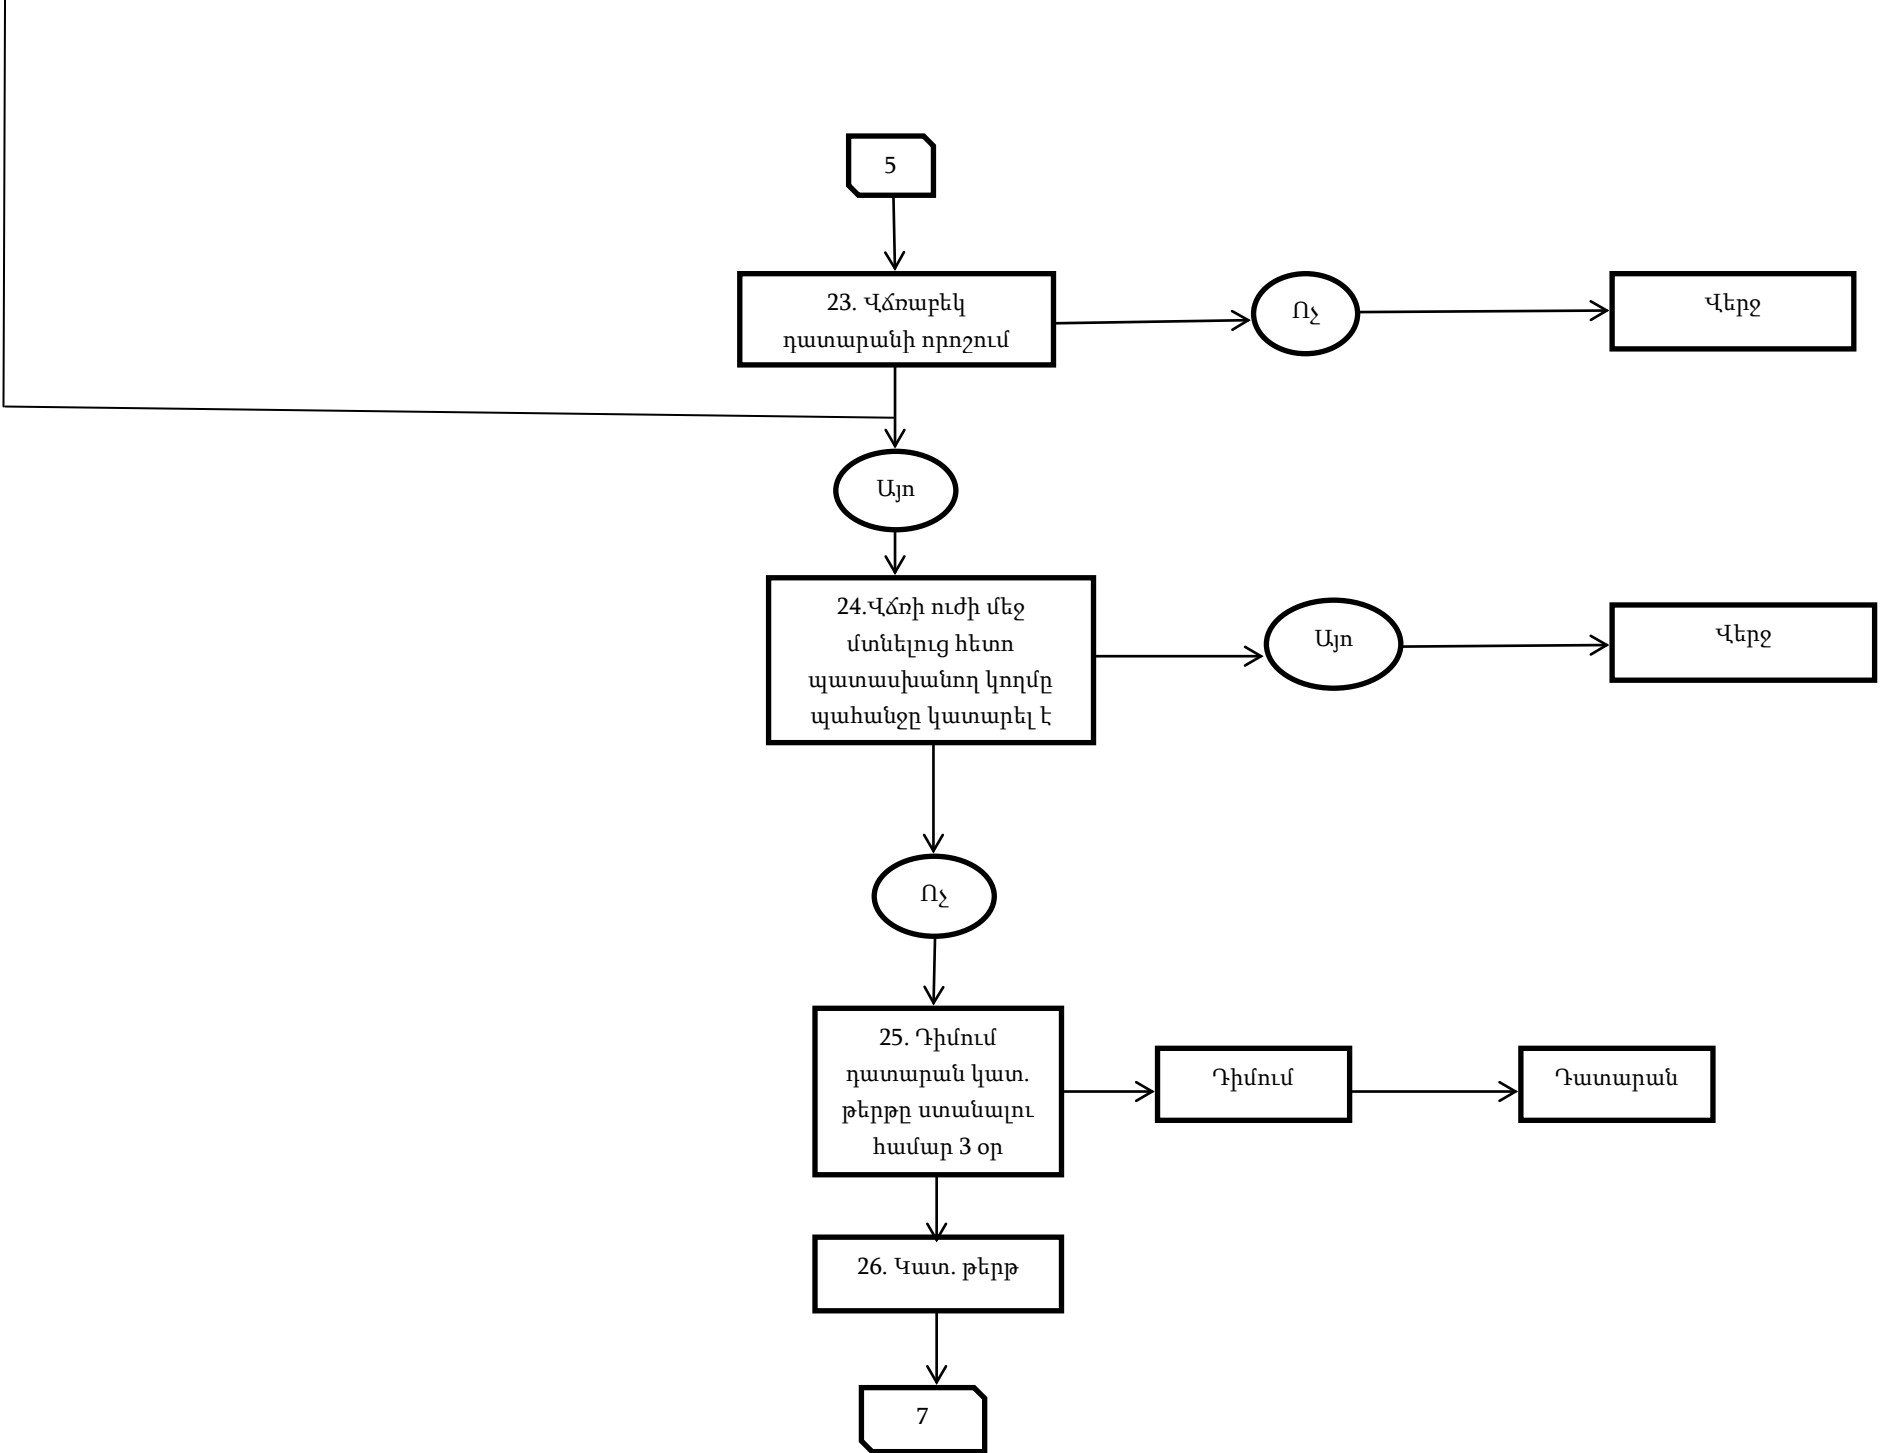 5
23. Վճռաբեկ
դատարանի որոշում
Ոչ
Վերջ
Այո
24.Վճռի ուժի մեջ
մտնելուց հետո
պատասխանող կողմը
պահանջը կատարել է
Այո
Վերջ
Ոչ
25. Դիմում
դատարան կատ.
թերթը ստանալու
համար 3 օր
Դիմում
Դատարան
26. Կատ. թերթ
7